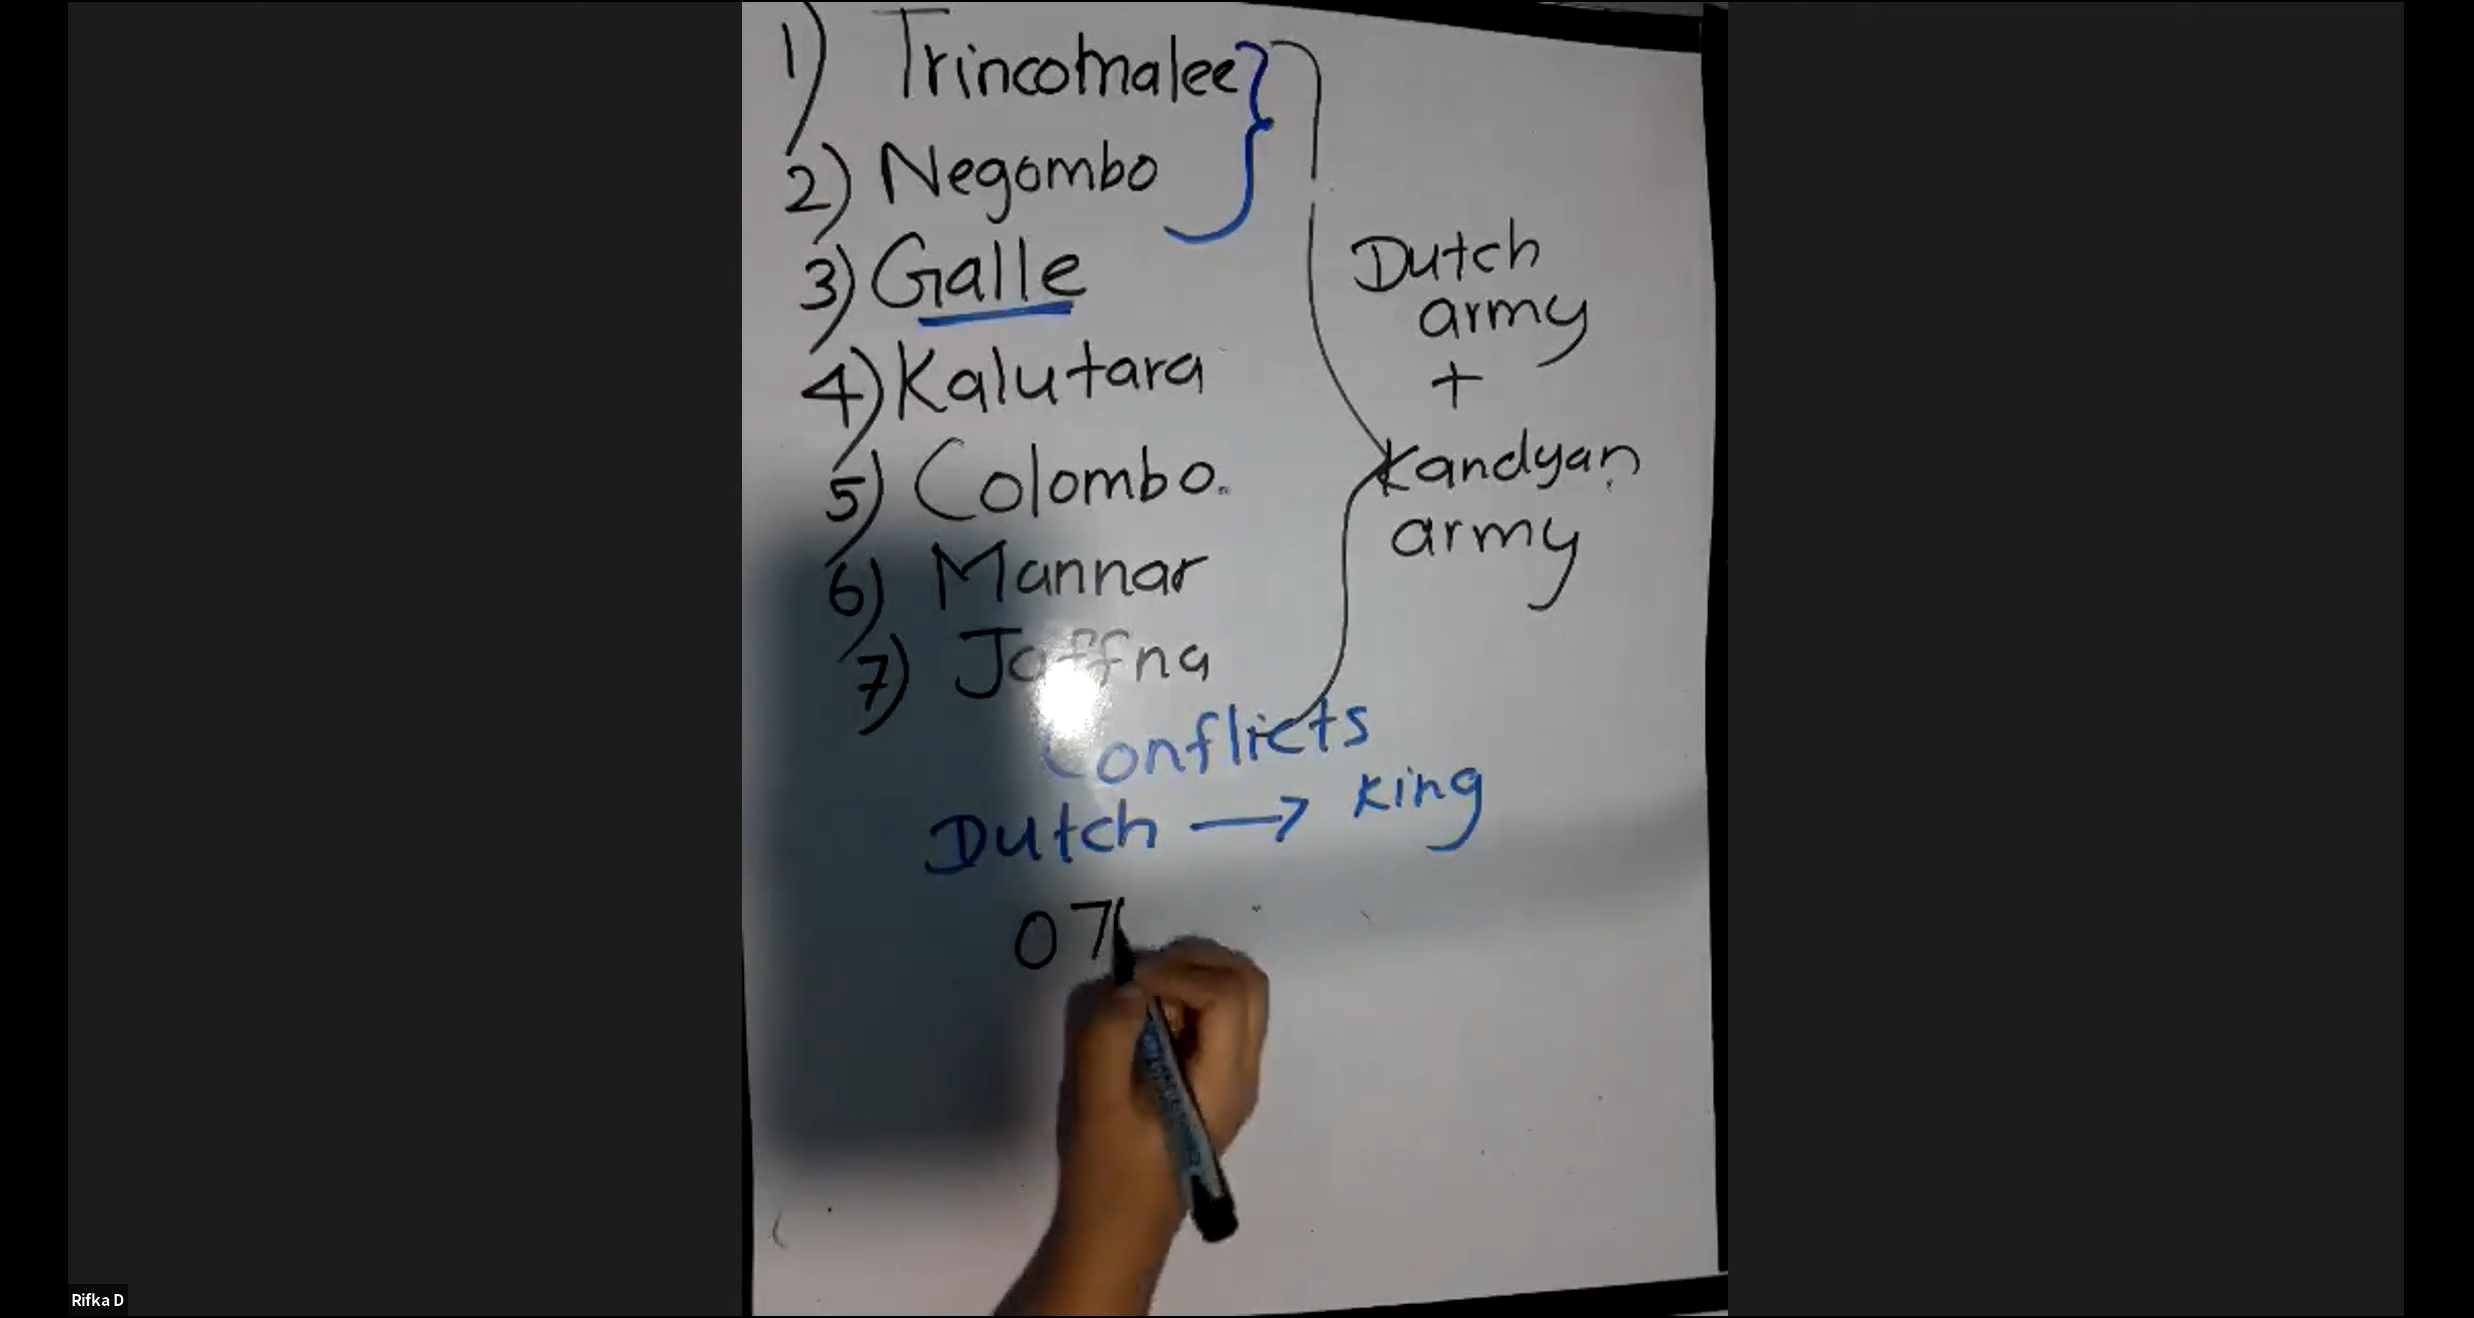 1) Trincomalee
2) Negombo
3) Galle
4) Kalutara
5) Colombo.
6) Mannar
7) Jaffna
Dutch
army
+
Kandyan
army
Conflicts
Dutch → King
07
Rifka D